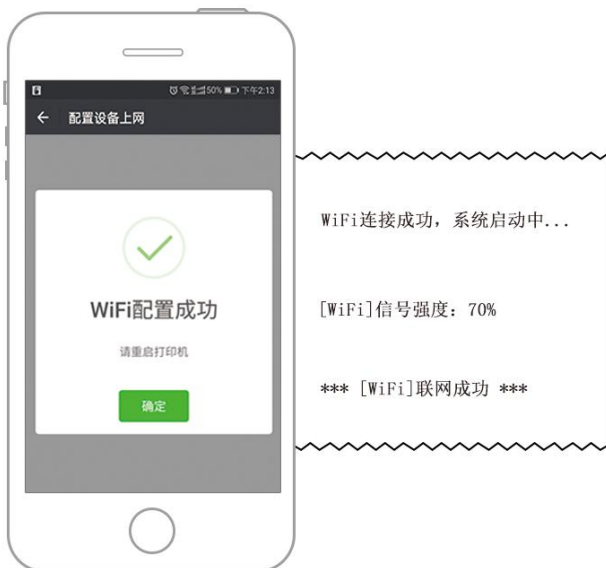 50% 下午2:13
配置设备上网
WiFi配置成功
请重启打印机
确定
WiFi连接成功，系统启动中...
[WiFi]信号强度：70%
*** [WiFi]联网成功 ***